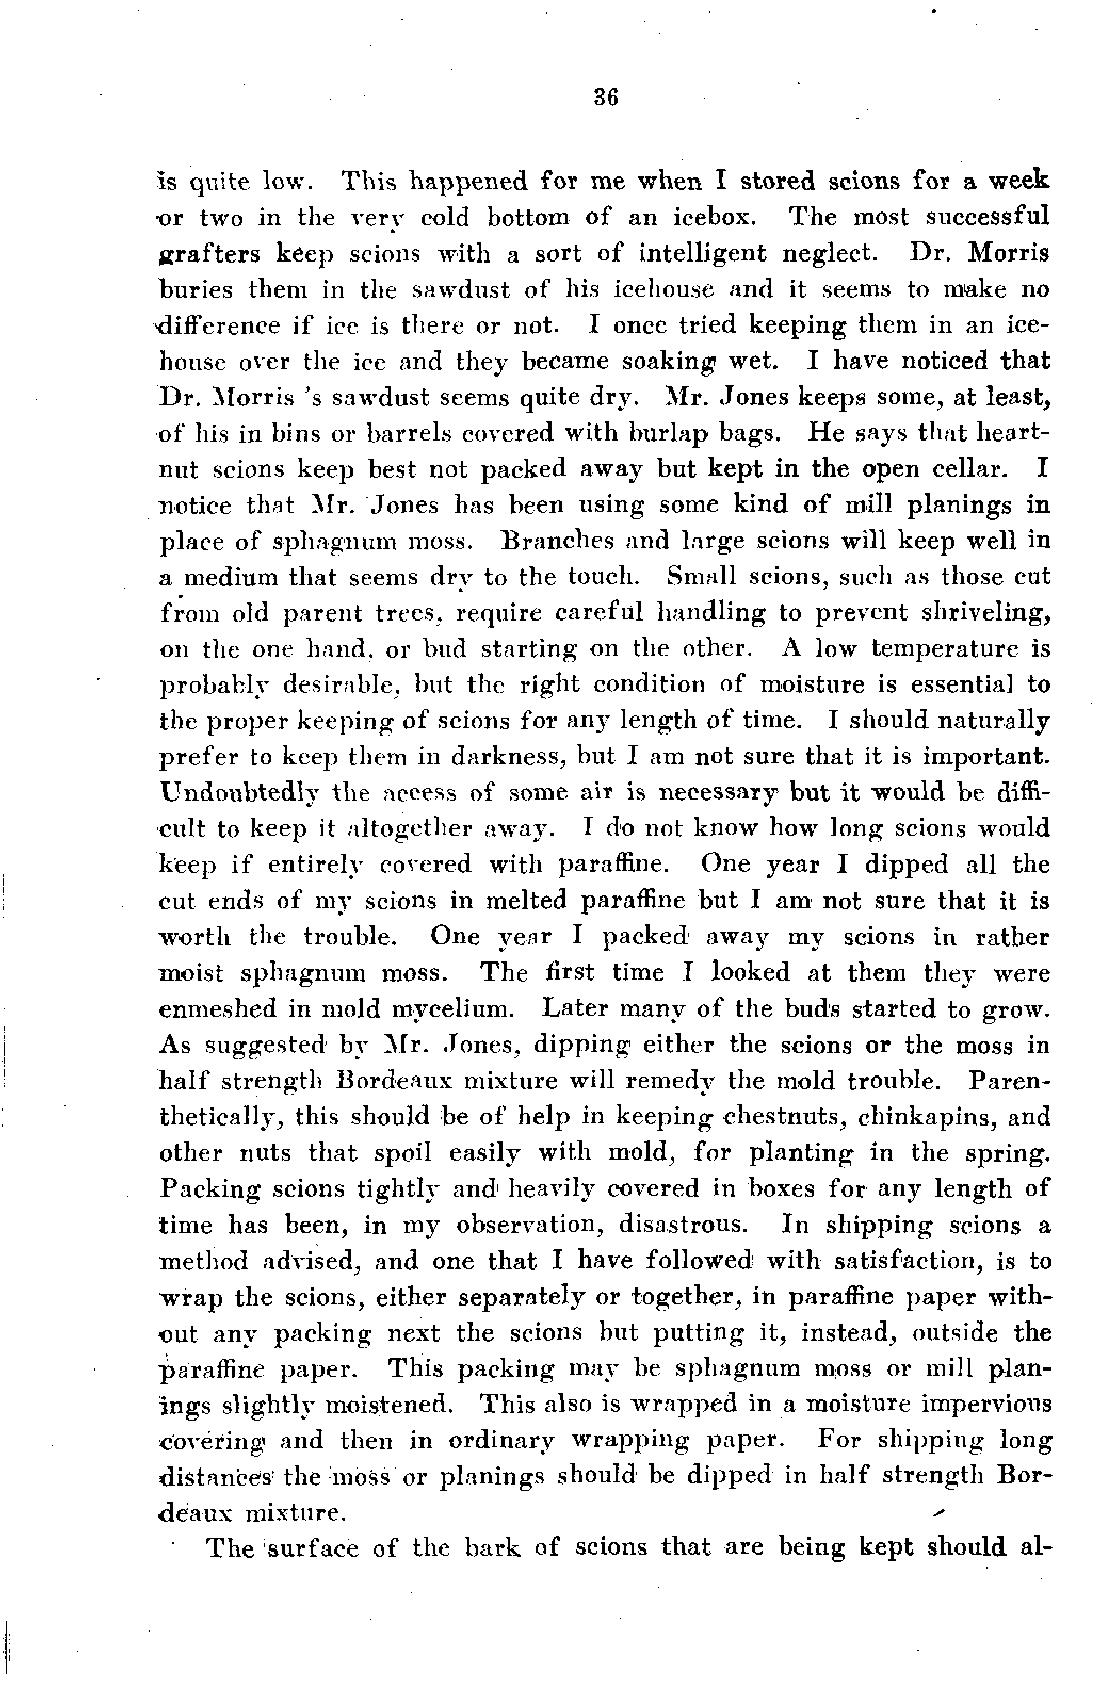 36
is quite low. This happened for me when I stored scions for a week
or two in the very cold bottom of an icebox. The most successful
grafters keep scions with a sort of intelligent neglect. Dr. Morris
buries them in the sawdust of his icehouse and it seems to make no
difference if ice is there or not. I once tried keeping them in an ice-
house over the ice and they became soaking wet. I have noticed that
Dr. Morris 's sawdust seems quite dry. Mr. Jones keeps some, at least,
of his in bins or barrels covered with burlap bags. He says that heart-
nut scions keep best not packed away but kept in the open cellar. I
notice that Mr. Jones has been using some kind of mill planings in
place of sphagnum moss. Branches and large scions will keep well in
a medium that seems dry to the touch. Small scions, such as those cut
from old parent trees, require careful handling to prevent shriveling,
on the one hand, or bud starting on the other. A low temperature is
probably desirable, but the right condition of moisture is essential to
the proper keeping of scions for any length of time. I should naturally
prefer to keep them in darkness, but I am not sure that it is important.
Undoubtedly the access of some air is necessary but it would be diffi-
cult to keep it altogether away. I do not know how long scions would
keep if entirely covered with paraffine. One year I dipped all the
cut ends of my scions in melted paraffine but I am not sure that it is
worth the trouble. One year I packed away my scions in rather
moist sphagnum moss. The first time I looked at them they were
enmeshed in mold mycelium. Later many of the buds started to grow.
As suggested by Mr. Jones, dipping either the scions or the moss in
half strength Bordeaux mixture will remedy the mold trouble. Paren-
thetically, this should be of help in keeping chestnuts, chinkapins, and
other nuts that spoil easily with mold, for planting in the spring.
Packing scions tightly and heavily covered in boxes for any length of
time has been, in my observation, disastrous. In shipping scions a
method advised, and one that I have followed with satisfaction, is to
wrap the scions, either separately or together, in paraffine paper with-
out any packing next the scions but putting it, instead, outside the
paraffine paper. This packing may be sphagnum moss or mill plan-
ings slightly moistened. This also is wrapped in a moisture impervious
covering and then in ordinary wrapping paper. For shipping long
distances the moss or planings should be dipped in half strength Bor-
deaux mixture.
The surface of the bark of scions that are being kept should al-